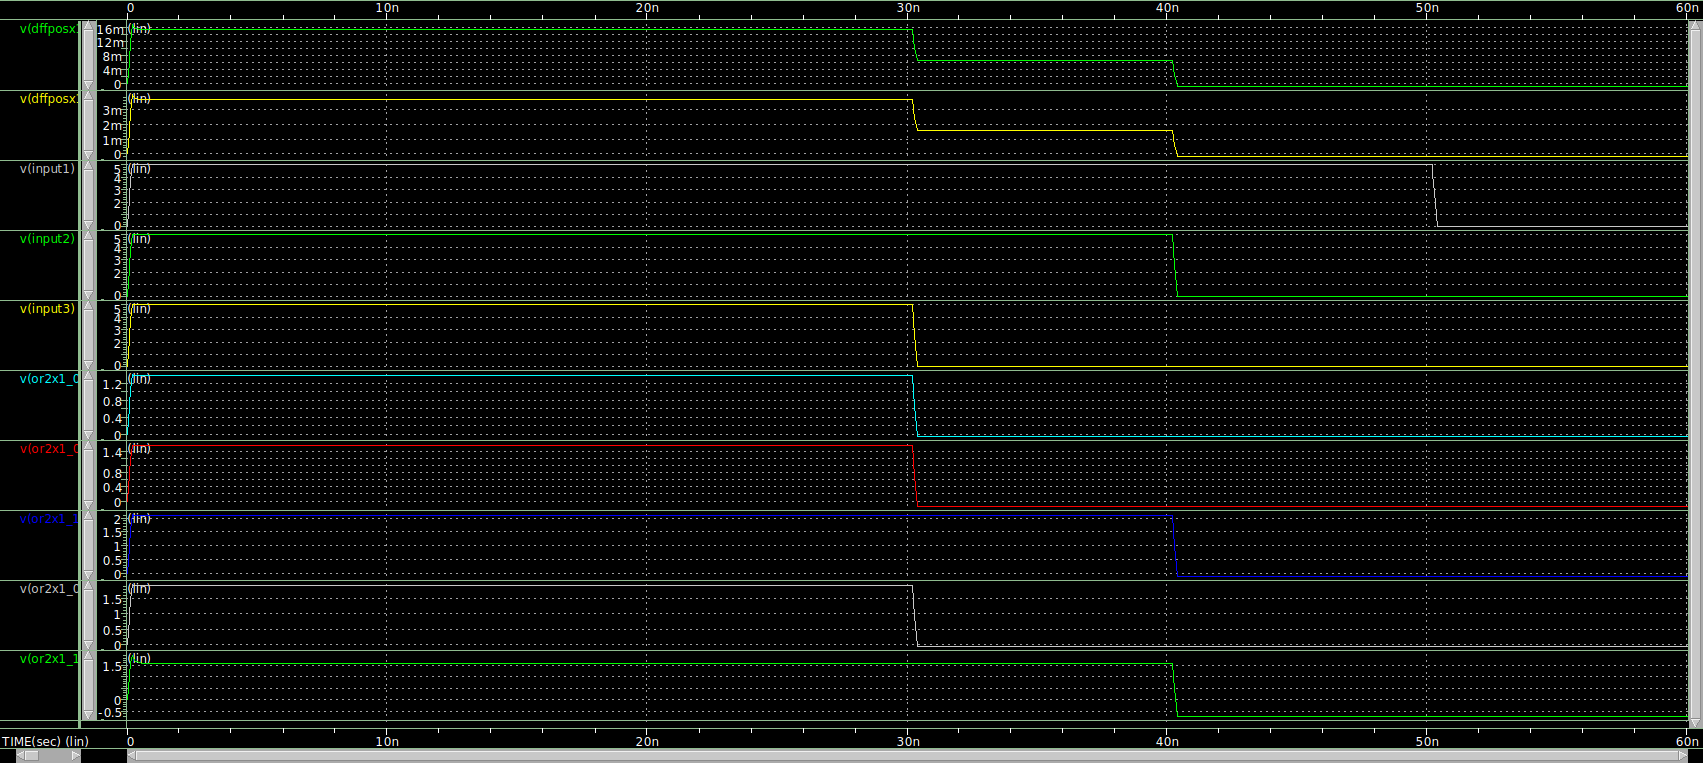 0 10n 20n 30n 40n 50n 60n
v(dffposx 16m (lin)
12m
8m
4m
0
v(dffposx (lin)
3m
2m
1m
0
v(input1) 5 (lin)
4
3
2
0
v(input2) 5 (lin)
4
3
2
0
v(input3) 5 (lin)
4
3
2
0
v(or2x1_0 (lin)
1.2
0.8
0.4
0
v(or2x1_0 (lin)
1.4
0.8
0.4
0
v(or2x1_1 2 (lin)
1.5
1
0.5
0
v(or2x1_0 (lin)
1.5
1
0.5
0
v(or2x1_1 (lin)
1.5
0
-0.5
TIME(sec) (lin) 0 10n 20n 30n 40n 50n 60n